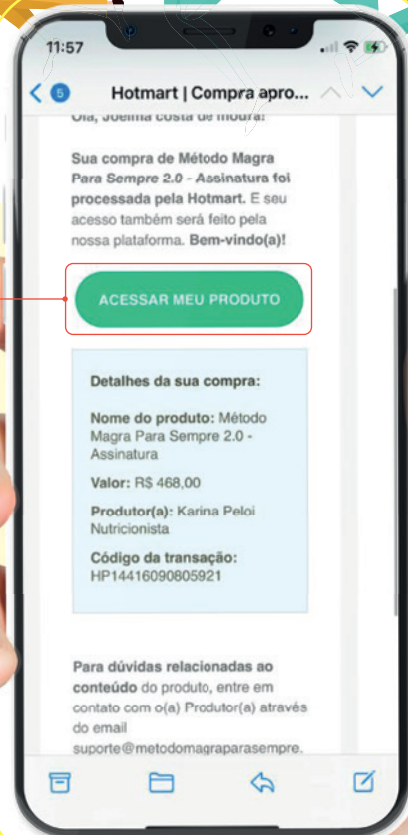 11:57
5
Hotmart | Compra apro...
Olá, Joelma costa de moura!
Sua compra de Método Magra
Para Sempre 2.0 - Assinatura foi
processada pela Hotmart. E seu
acesso também será feito pela
nossa plataforma. Bem-vindo(a)!
ACESSAR MEU PRODUTO
Detalhes da sua compra:
Nome do produto: Método
Magra Para Sempre 2.0 -
Assinatura
Valor: R$ 468,00
Produtor(a): Karina Peloi
Nutricionista
Código da transação:
HP14416090805921
Para dúvidas relacionadas ao
conteúdo do produto, entre em
contato com o(a) Produtor(a) através
do email
suporte@metodomagraparasempre.